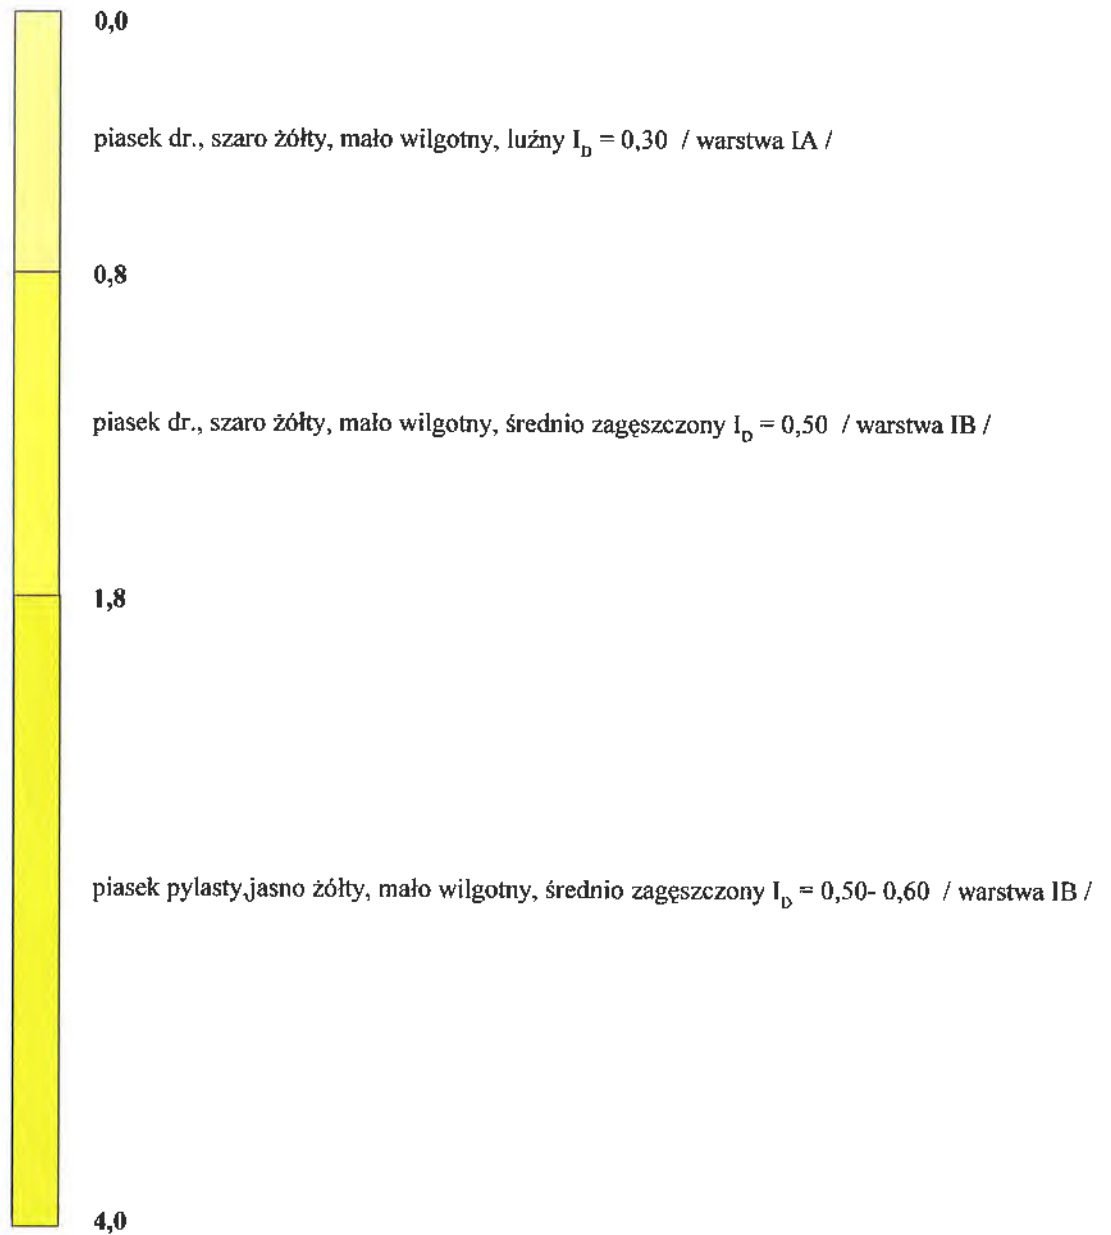 0,0
piasek dr., szaro żółty, mało wilgotny, luźny I_D = 0,30 / warstwa IA /
0,8
piasek dr., szaro żółty, mało wilgotny, średnio zagęszczony I_D = 0,50 / warstwa IB /
1,8
piasek pylasty,jasno żółty, mało wilgotny, średnio zagęszczony I_D = 0,50- 0,60 / warstwa IB /
4,0